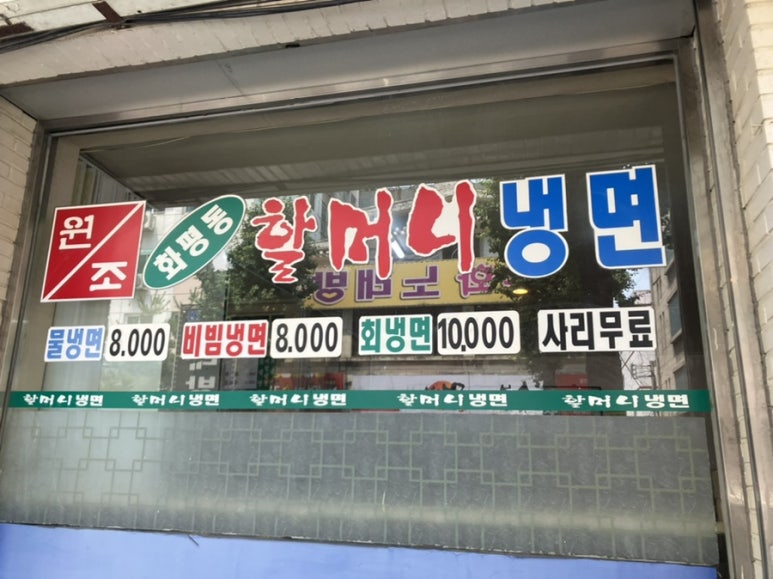 원조 화평동 할머니냉면
물냉면 8.000 비빔냉면 8.000 회냉면 10,000 사리무료
할머니냉면 할머니냉면 할머니냉면 할머니냉면 할머니냉면